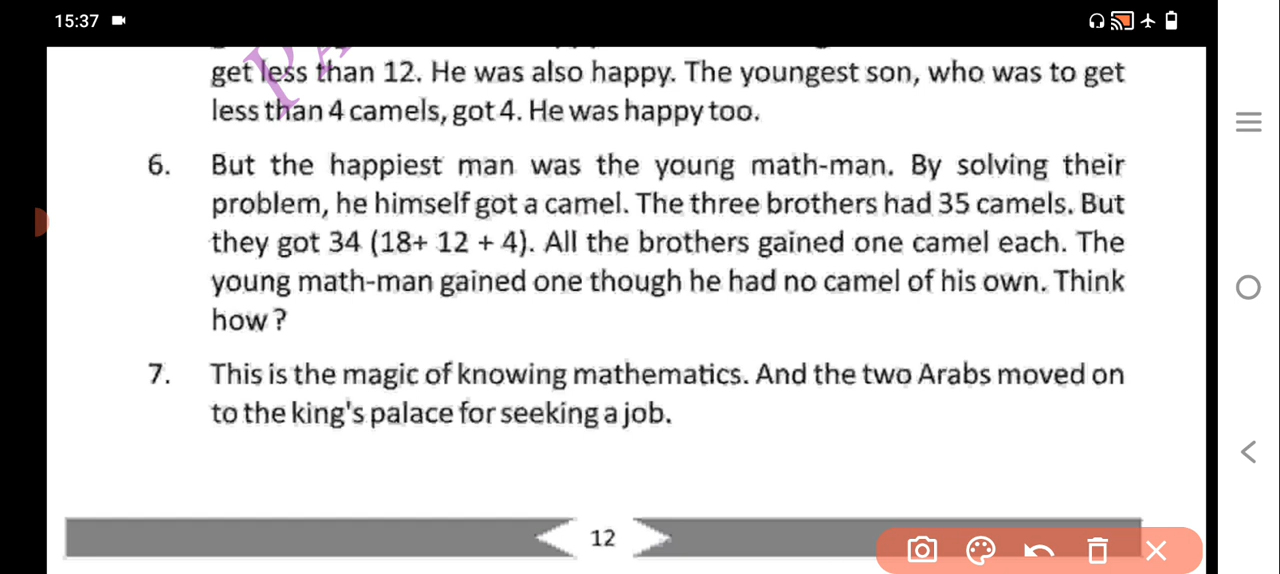 15:37
get less than 12. He was also happy. The youngest son, who was to get
less than 4 camels, got 4. He was happy too.
6. But the happiest man was the young math-man. By solving their
problem, he himself got a camel. The three brothers had 35 camels. But
they got 34 (18+ 12 + 4). All the brothers gained one camel each. The
young math-man gained one though he had no camel of his own. Think
how?
7. This is the magic of knowing mathematics. And the two Arabs moved on
to the king's palace for seeking a job.
12